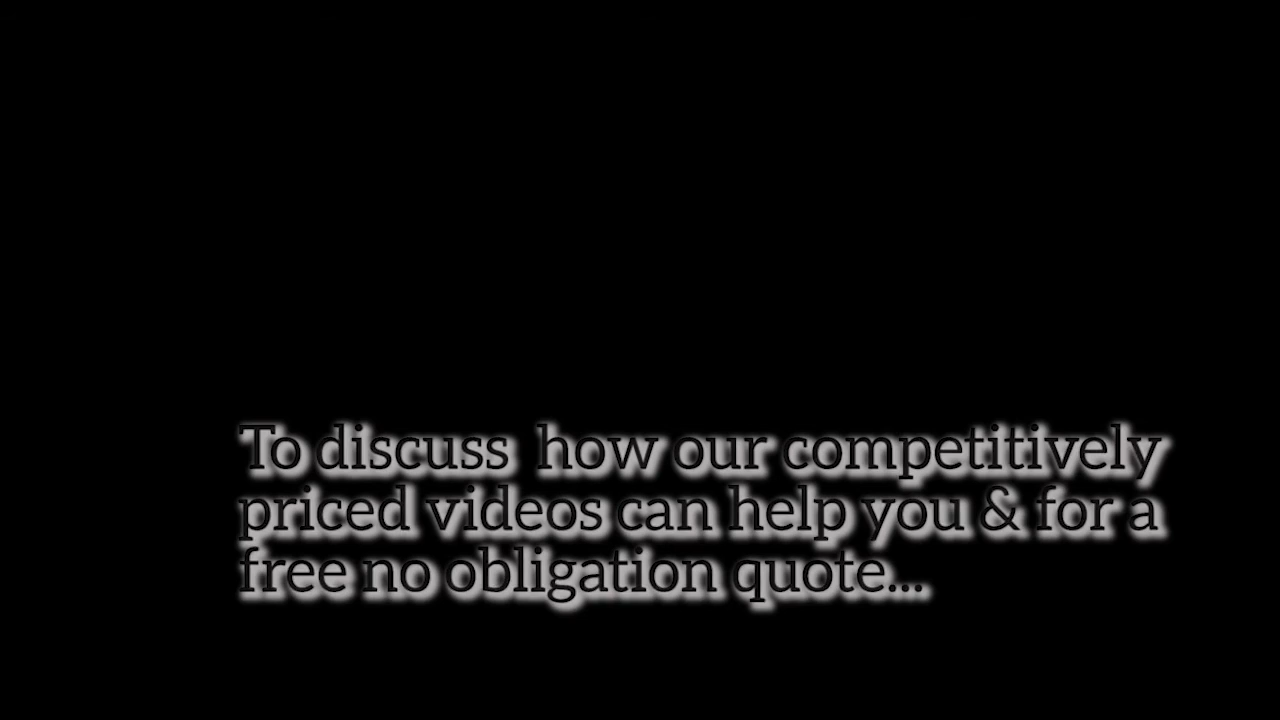 To discuss  how our competitively
priced videos can help you & for a
free no obligation quote...